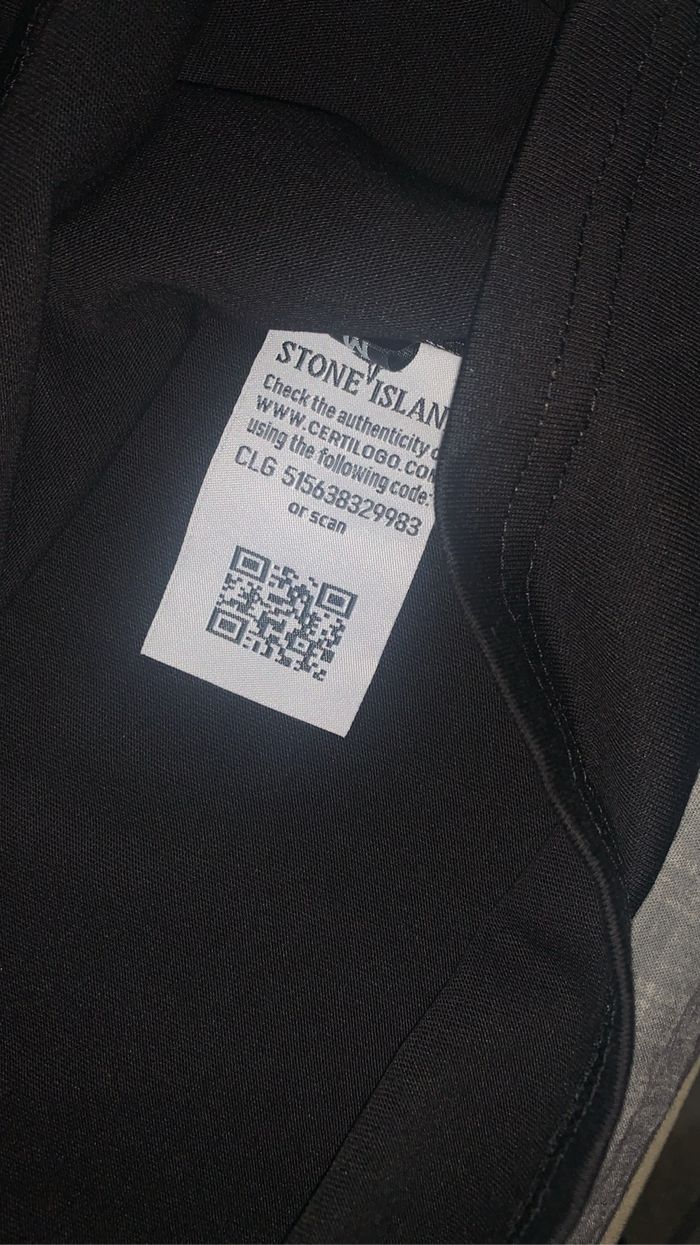 STONE ISLAN
Check the authenticity
WWW.CERTILOGO.CO
using the following code:
CLG 515638329983
or scan